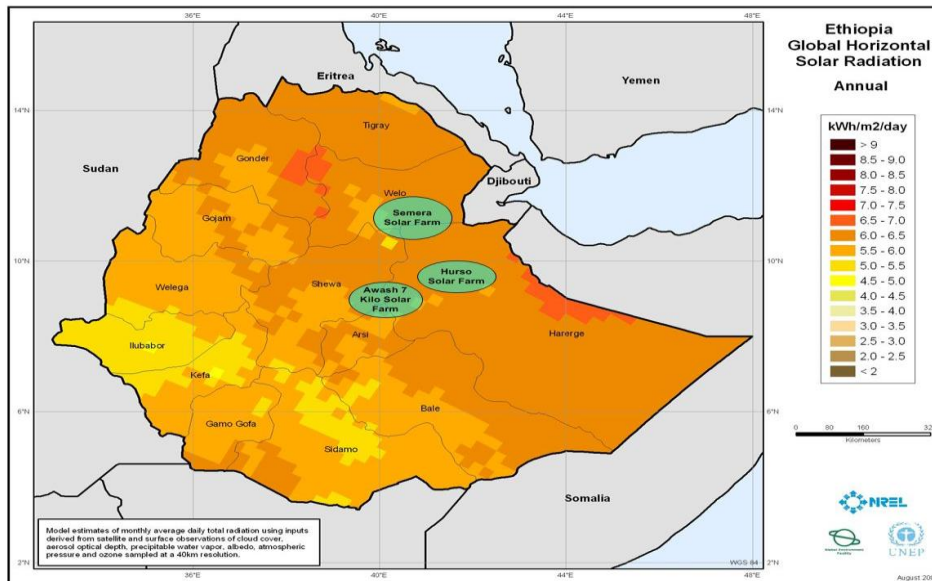 36°E
40°E
44°E
48°E
Ethiopia
Global Horizontal
Solar Radiation
Annual
Eritrea
Yemen
14°N
14°N
Tigray
Sudan
Gonder
kWh/m2/day
> 9
8.5 - 9.0
8.0 - 8.5
7.5 - 8.0
7.0 - 7.5
6.5 - 7.0
6.0 - 6.5
5.5 - 6.0
5.0 - 5.5
4.5 - 5.0
4.0 - 4.5
3.5 - 4.0
3.0 - 3.5
2.5 - 3.0
2.0 - 2.5
< 2
Djibouti
Welo
Gojam
Semera
Solar Farm
10°N
10°N
Hurso
Solar Farm
Welega
Shewa
Awash 7
Kilo Solar
Farm
Arsi
Harerge
Ilubabor
Kefa
6°N
6°N
Bale
Gamo Gofa
Sidamo
0 80 160 32
Kilometers
Somalia
NREL
Model estimates of monthly average daily total radiation using inputs
derived from satellite and surface observations of cloud cover,
aerosol optical depth, precipitable water vapor, albedo, atmospheric
pressure and ozone sampled at a 40km resolution.
Global Environment
Facility
UNEP
2°N
2°N
WGS 84
36°E
40°E
44°E
48°E
August 20